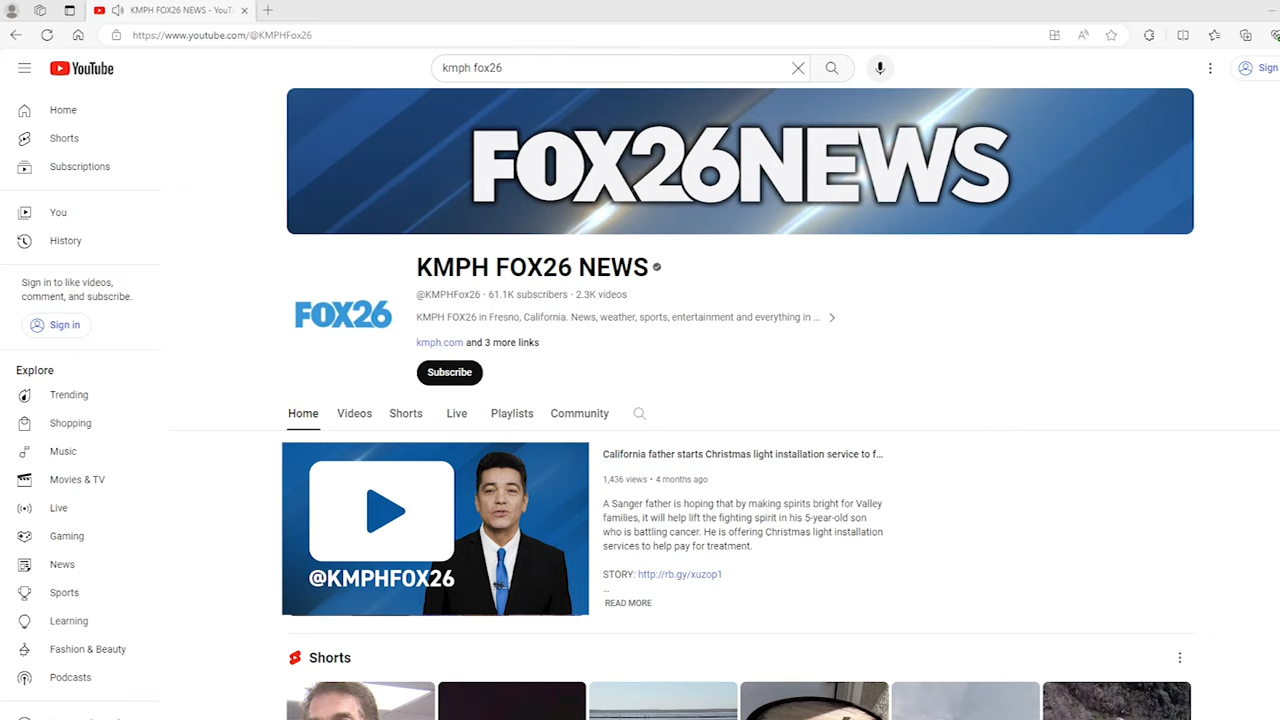 KMPH FOX26 NEWS - YouT
https://www.youtube.com/@KMPHFox26
YouTube
kmph fox26
Sign
Home
Shorts
Subscriptions
You
History
Sign in to like videos,
comment, and subscribe.
Sign in
Explore
Trending
Shopping
Music
Movies & TV
Live
Gaming
News
Sports
Learning
Fashion & Beauty
Podcasts
FOX26NEWS
FOX26
KMPH FOX26 NEWS
@KMPHFox26 · 61.1K subscribers · 2.3K videos
KMPH FOX26 in Fresno, California. News, weather, sports, entertainment and everything in ...
kmph.com and 3 more links
Subscribe
Home Videos Shorts Live Playlists Community
@KMPHFOX26
California father starts Christmas light installation service to f...
1,436 views • 4 months ago
A Sanger father is hoping that by making spirits bright for Valley
families, it will help lift the fighting spirit in his 5-year-old son
who is battling cancer. He is offering Christmas light installation
services to help pay for treatment.
STORY: http://rb.gy/xuzop1
...
READ MORE
Shorts